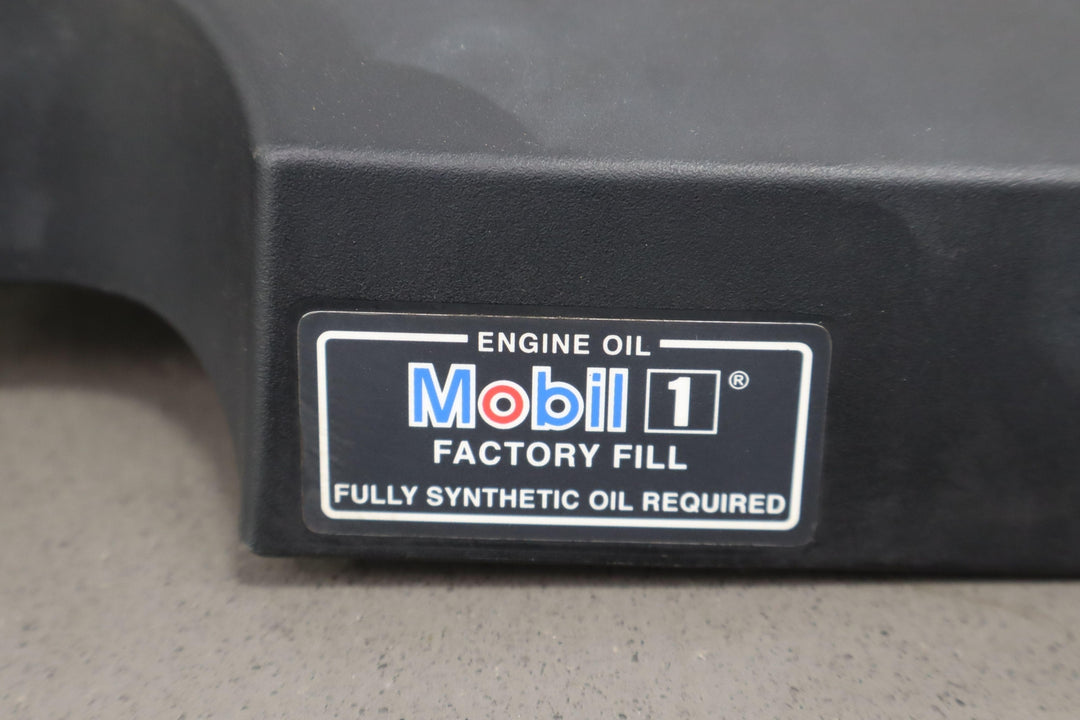 ENGINE OIL
Mobil 1®
FACTORY FILL
FULLY SYNTHETIC OIL REQUIRED